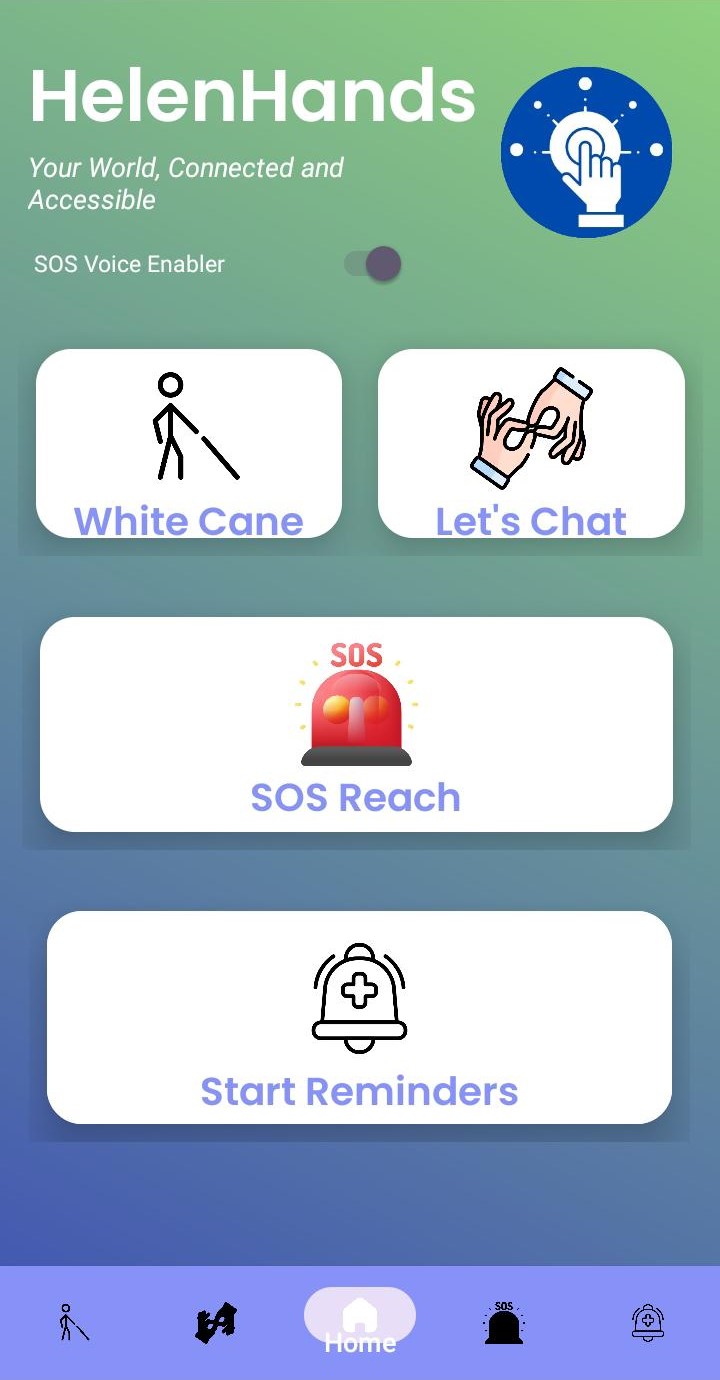 HelenHands
Your World, Connected and
Accessible
SOS Voice Enabler
White Cane
Let's Chat
SOS
SOS Reach
Start Reminders
Home
SOS